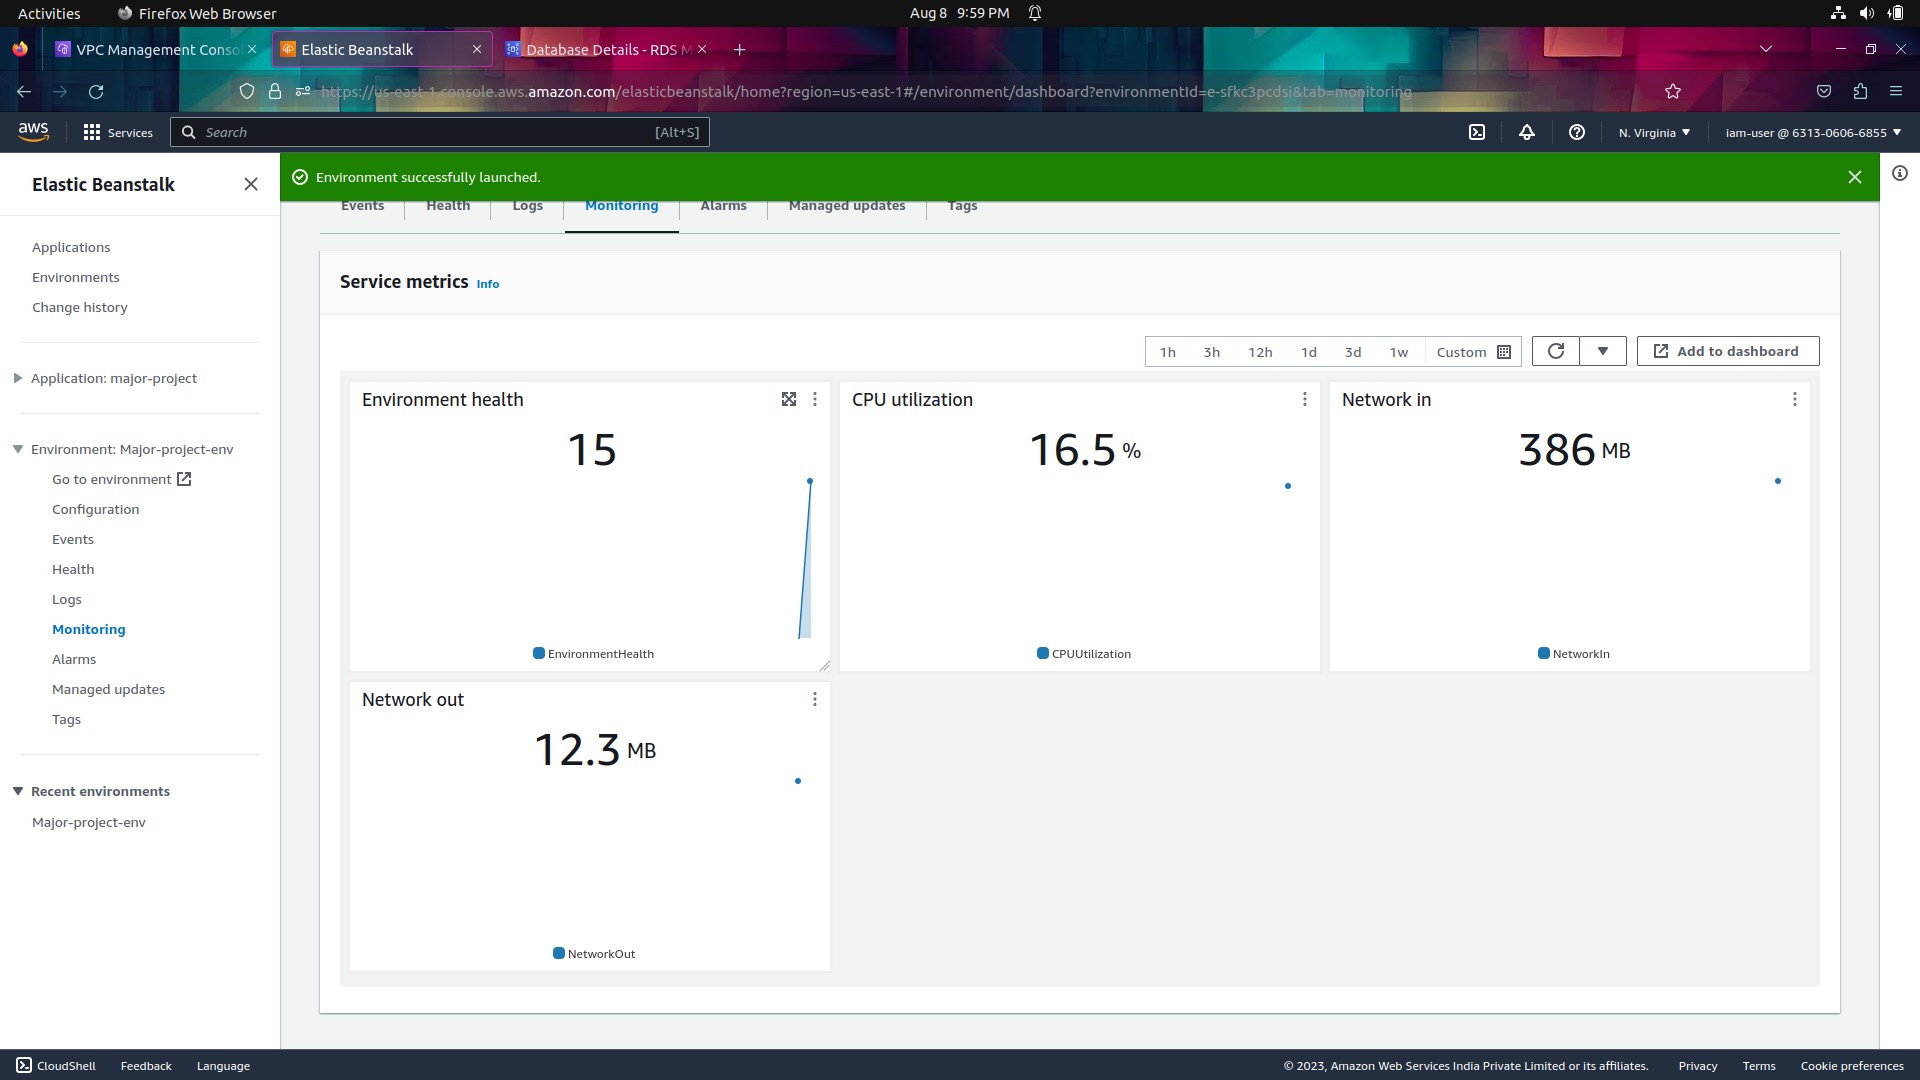 Activities Firefox Web Browser Aug 8 9:59 PM
VPC Management Conso Elastic Beanstalk Database Details - RDS M
https://us-east-1.console.aws.amazon.com/elasticbeanstalk/home?region=us-east-1#/environment/dashboard?environmentId=e-sfkc3pcdsi&tab=monitoring
aws Services Search [Alt+S] N. Virginia iam-user @ 6313-0606-6855
Elastic Beanstalk
Applications
Environments
Change history
Application: major-project
Environment: Major-project-env
Go to environment
Configuration
Events
Health
Logs
Monitoring
Alarms
Managed updates
Tags
Recent environments
Major-project-env
Environment successfully launched.
Events Health Logs Monitoring Alarms Managed updates Tags
Service metrics Info
1h 3h 12h 1d 3d 1w Custom Add to dashboard
Environment health
15
EnvironmentHealth
CPU utilization
16.5 %
CPUUtilization
Network in
386 MB
NetworkIn
Network out
12.3 MB
NetworkOut
CloudShell Feedback Language © 2023, Amazon Web Services India Private Limited or its affiliates. Privacy Terms Cookie preferences